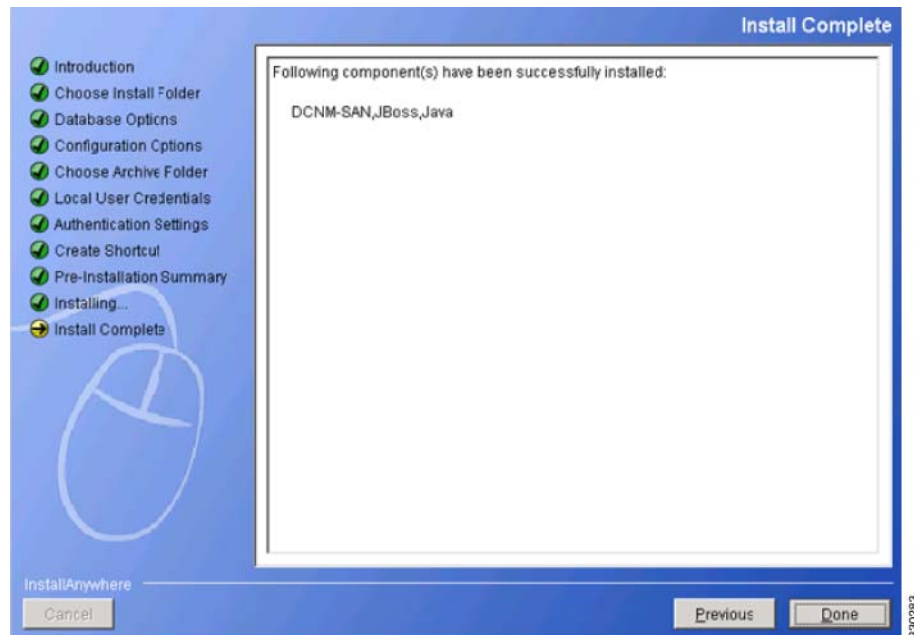 Install Complete
Introduction
Choose Install Folder
Database Options
Configuration Options
Choose Archive Folder
Local User Credentials
Authentication Settings
Create Shortcut
Pre-Installation Summary
Installing...
Install Complete
Following component(s) have been successfully installed:
DCNM-SAN,JBoss,Java
InstallAnywhere
Cancel
Previous
Done